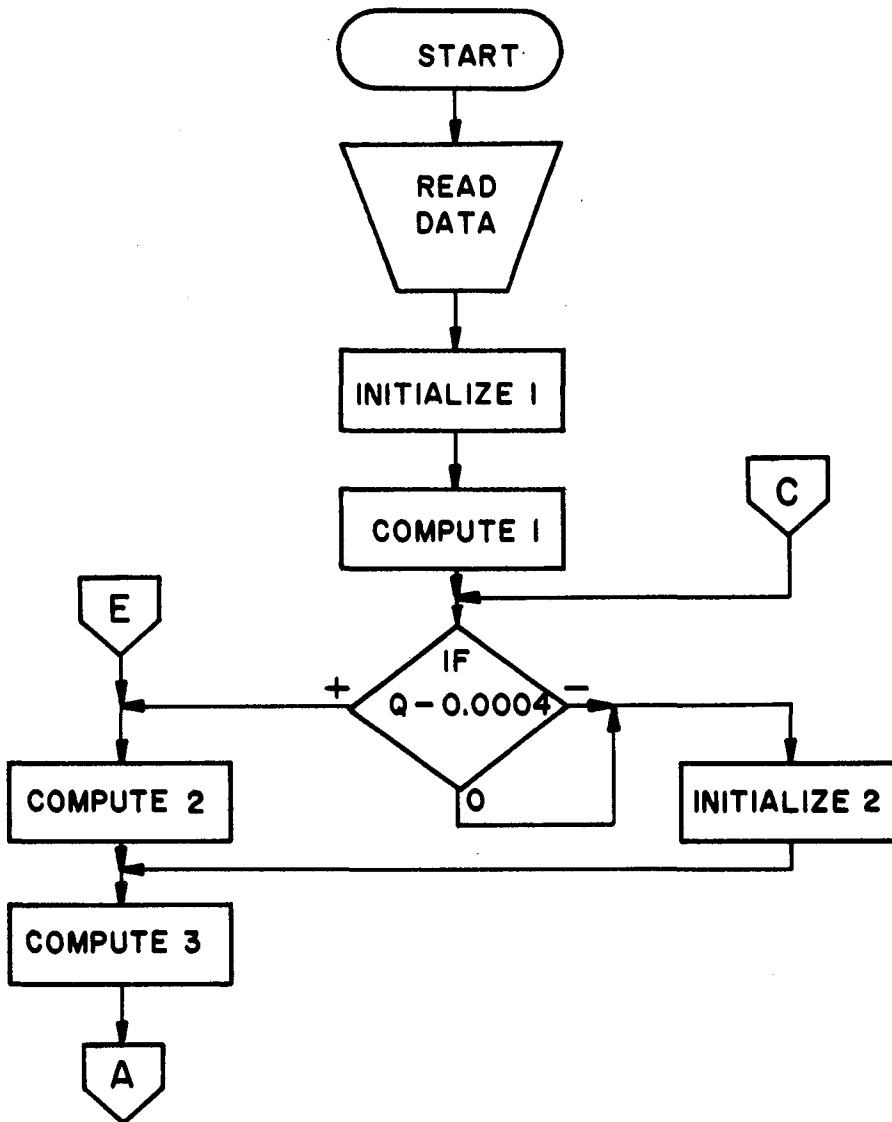 START
READ
DATA
INITIALIZE 1
COMPUTE 1
C
E
IF
+
Q - 0.0004
-
0
COMPUTE 2
INITIALIZE 2
COMPUTE 3
A